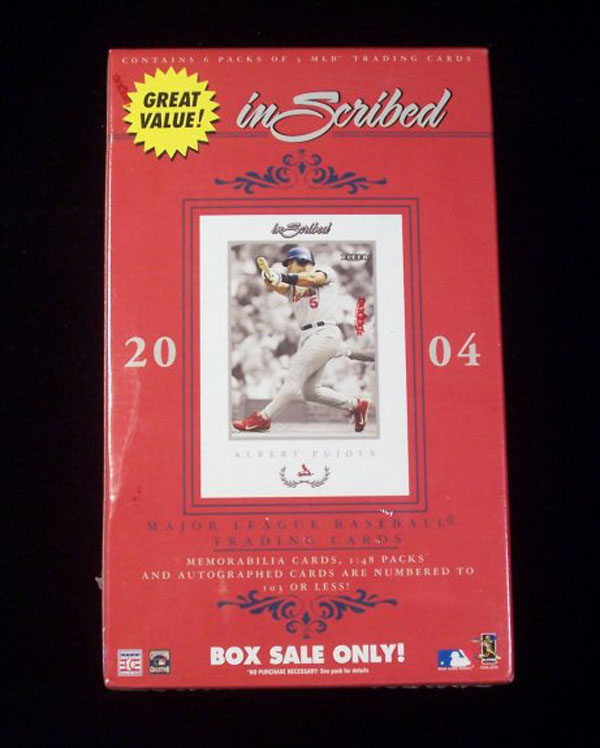 CONTAINS 6 PACKS OF 5 MLB™ TRADING CARDS
GREAT
VALUE!
inScribed
inScribed
FLEER
5
20 04
ALBERT PUJOLS
MAJOR LEAGUE BASEBALL®
TRADING CARDS
MEMORABILIA CARDS, 1:48 PACKS
AND AUTOGRAPHED CARDS ARE NUMBERED TO
103 OR LESS!
BOX SALE ONLY!
*NO PURCHASE NECESSARY: See pack for details